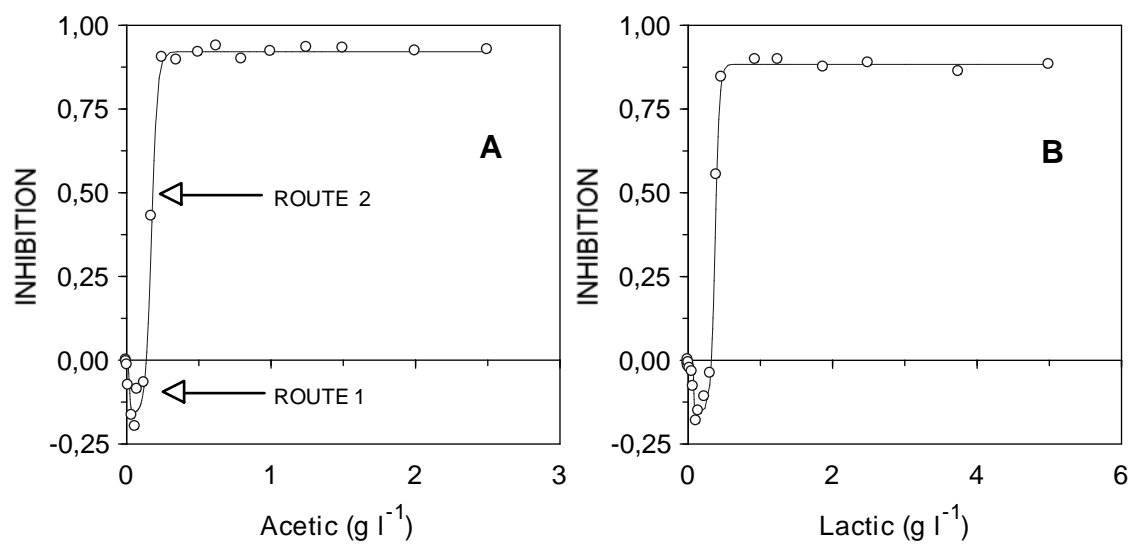 1,00
0,75
0,50
0,25
0,00
-0,25
INHIBITION
A
ROUTE 2
ROUTE 1
0
1
2
3
Acetic (g l⁻¹)
1,00
0,75
0,50
0,25
0,00
-0,25
INHIBITION
B
0
2
4
6
Lactic (g l⁻¹)